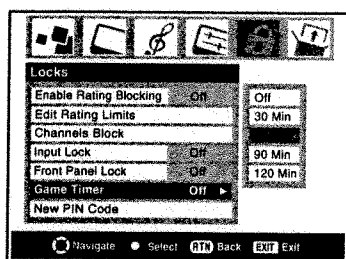 Locks
Enable Rating Blocking Off
Edit Rating Limits
Channels Block
Input Lock Off
Front Panel Lock Off
Game Timer Off
New PIN Code
Off
30 Min
90 Min
120 Min
Navigate Select RTN Back EXIT Exit